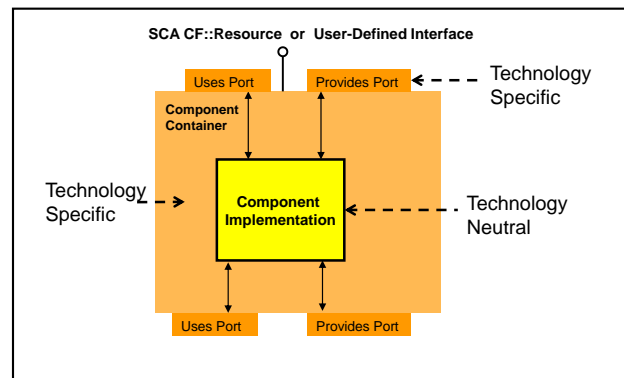 SCA CF::Resource or User-Defined Interface
Uses Port
Provides Port
Technology
Specific
Component
Container
Technology
Specific
Component
Implementation
Technology
Neutral
Uses Port
Provides Port